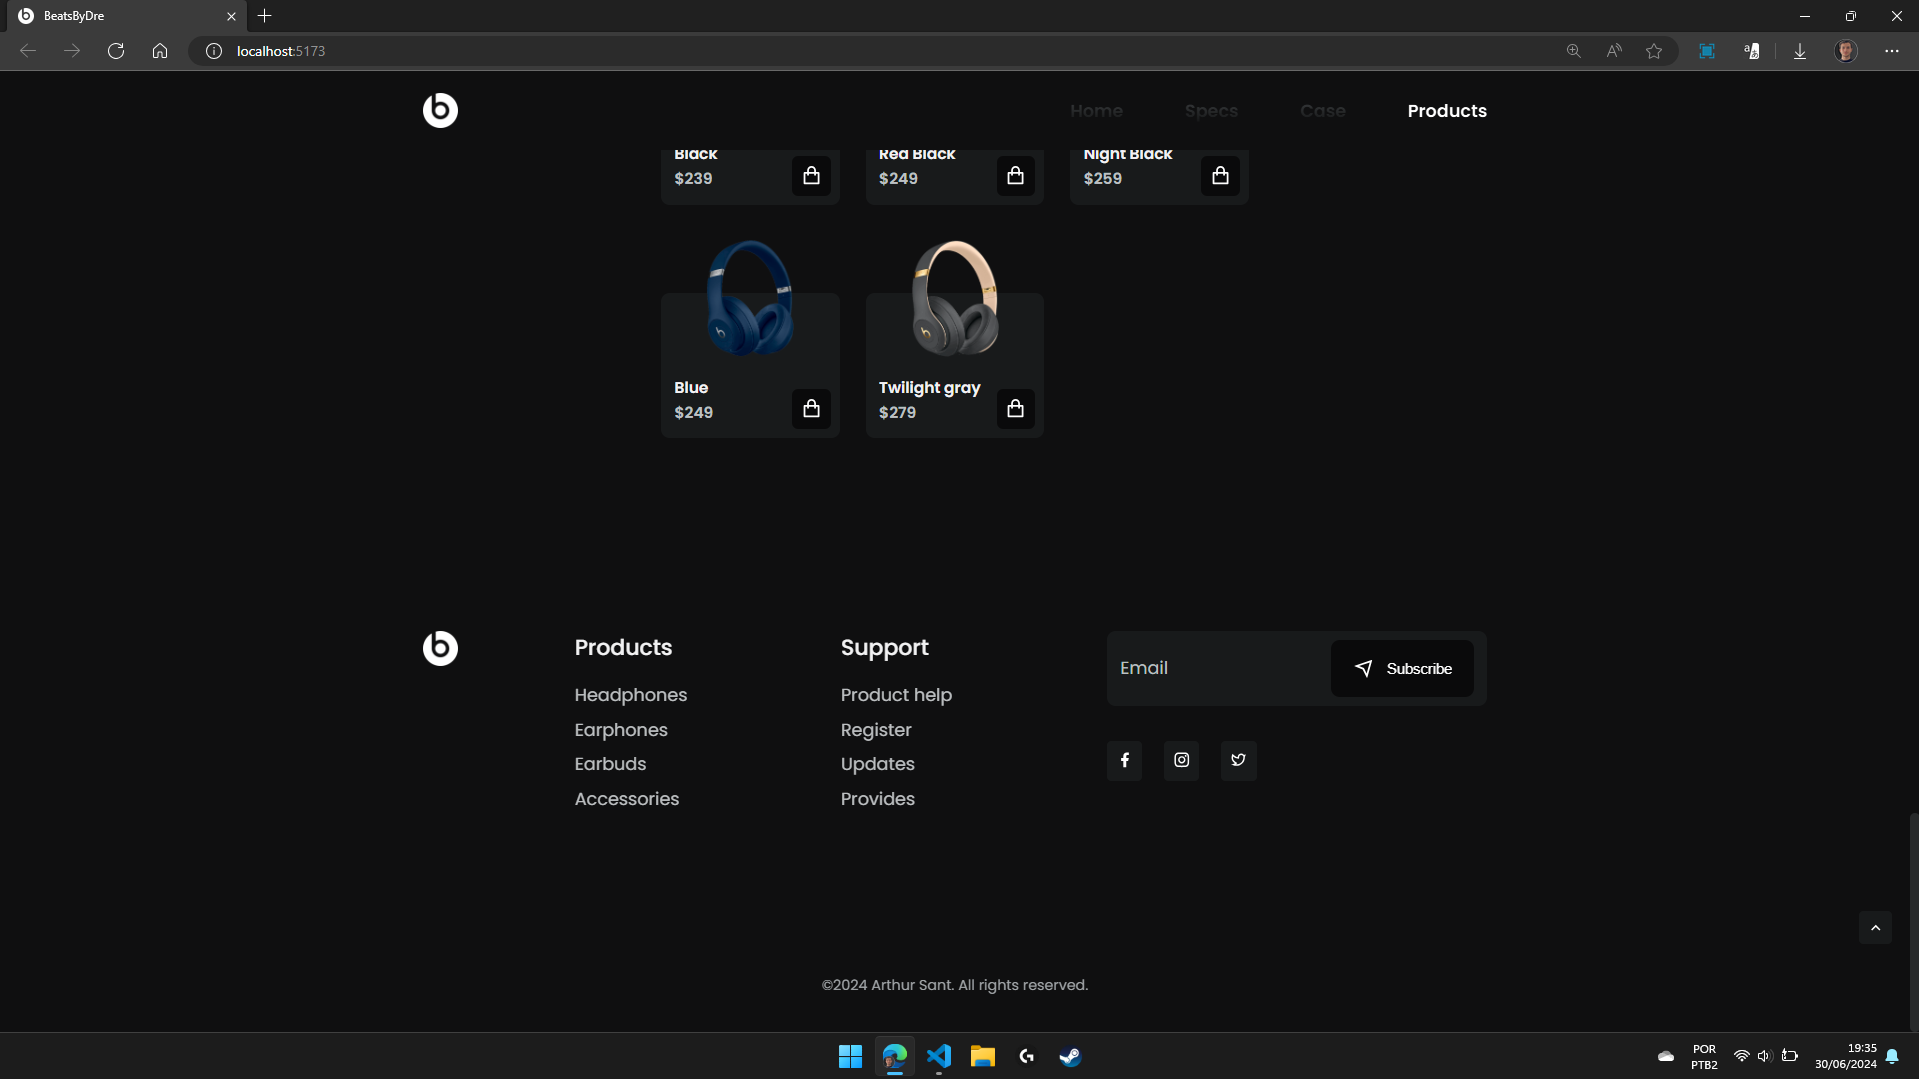 BeatsByDre
localhost:5173
Home Specs Case Products
Black
$239
Red Black
$249
Night Black
$259
Blue
$249
Twilight gray
$279
Products
Headphones
Earphones
Earbuds
Accessories
Support
Product help
Register
Updates
Provides
Email
Subscribe
©2024 Arthur Sant. All rights reserved.
POR
PTB2
19:35
30/06/2024